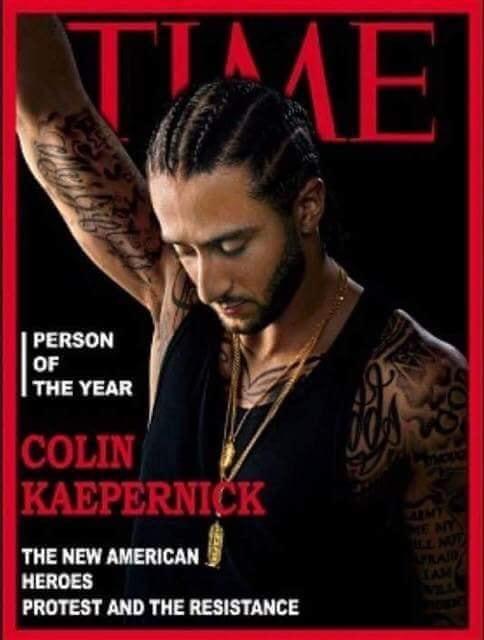 TIME
PERSON
OF
THE YEAR
COLIN
KAEPERNICK
THE NEW AMERICAN
HEROES
PROTEST AND THE RESISTANCE